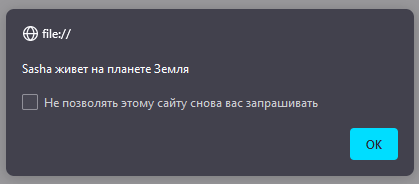 file://
Sasha живет на планете Земля
Не позволять этому сайту снова вас запрашивать
OK